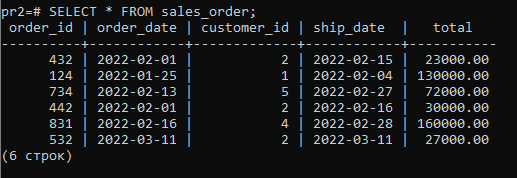 pr2=# SELECT * FROM sales_order;
 order_id | order_date | customer_id | ship_date  |   total
----------+------------+-------------+------------+-----------
      432 | 2022-02-01 |           2 | 2022-02-15 |  23000.00
      124 | 2022-01-25 |           1 | 2022-02-04 | 130000.00
      734 | 2022-02-13 |           5 | 2022-02-27 |  72000.00
      442 | 2022-02-01 |           2 | 2022-02-16 |  30000.00
      831 | 2022-02-16 |           4 | 2022-02-28 | 160000.00
      532 | 2022-03-11 |           2 | 2022-03-11 |  27000.00
(6 строк)